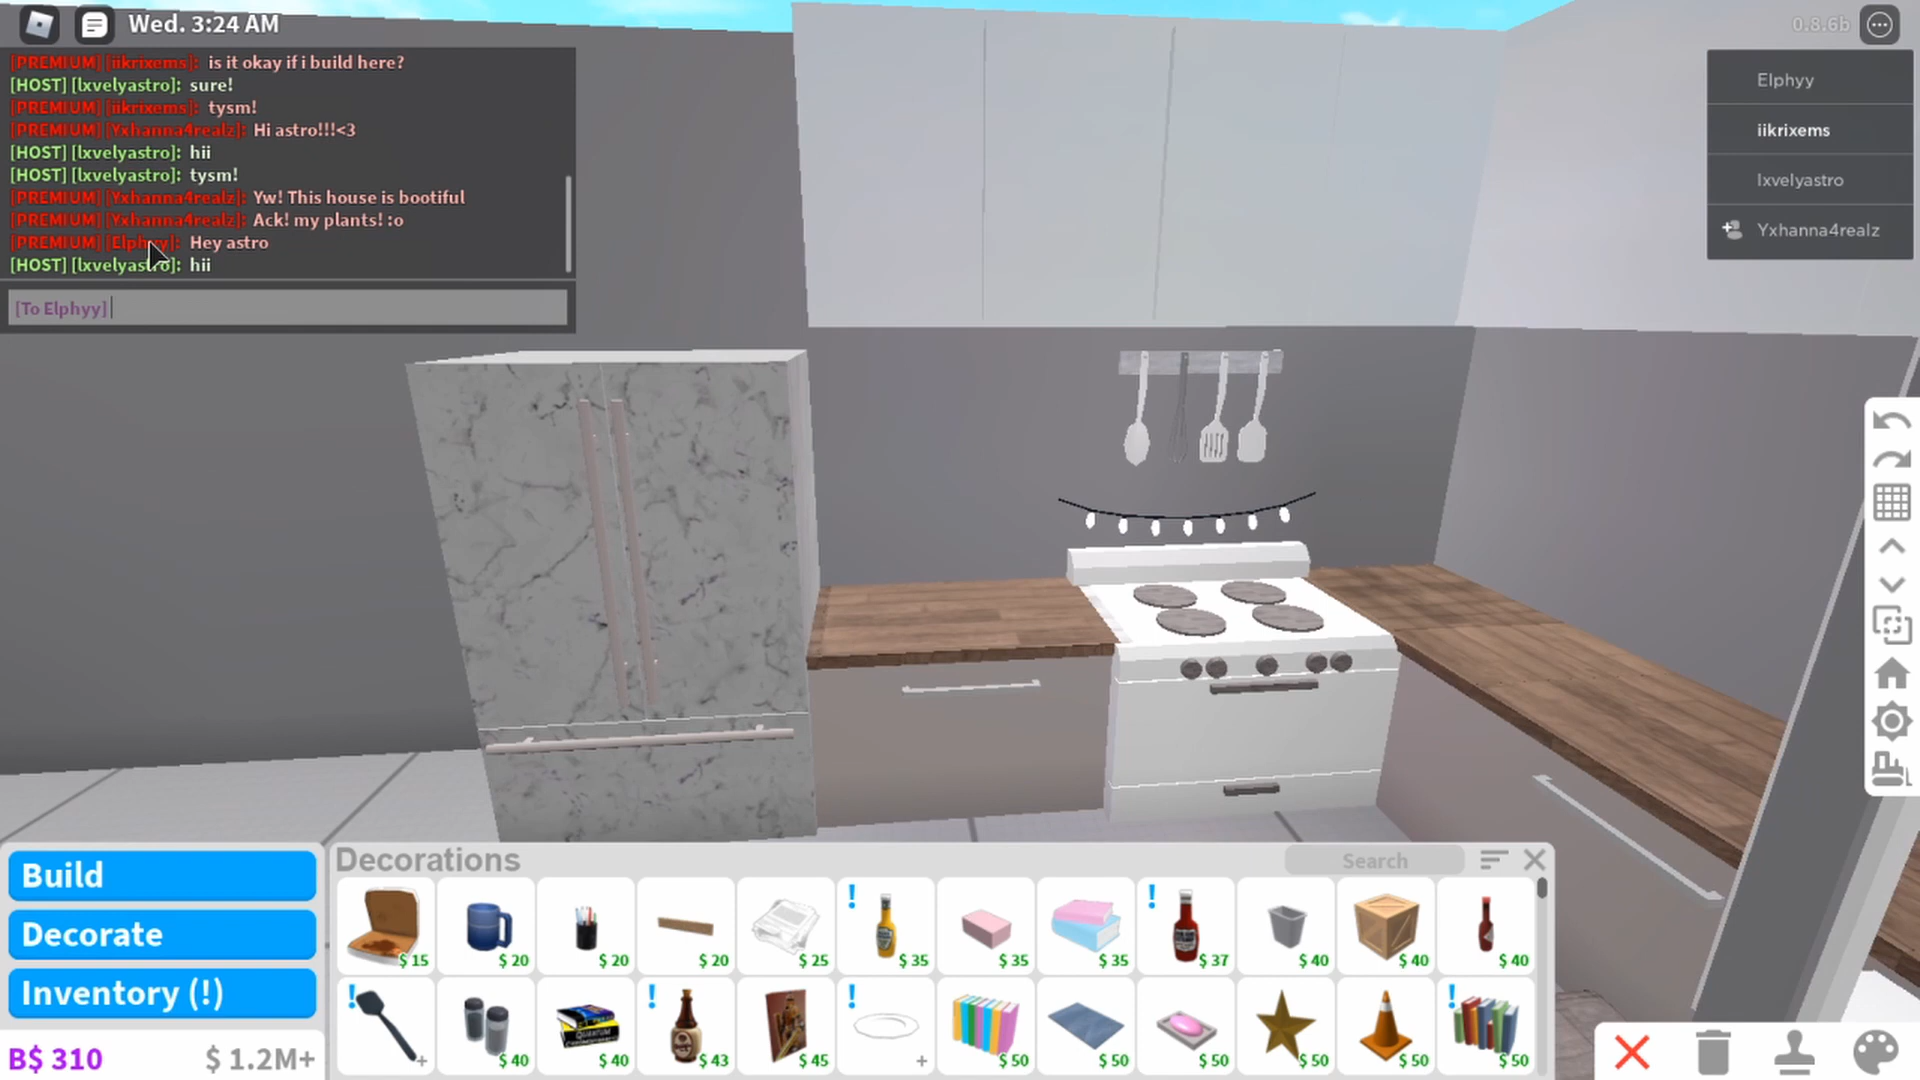 Wed. 3:24 AM
0.8.6b
[PREMIUM] [iikrixems]: is it okay if i build here?
[HOST] [lxvelyastro]: sure!
[PREMIUM] [iikrixems]: tysm!
[PREMIUM] [Yxhanna4realz]: Hi astro!!!<3
[HOST] [lxvelyastro]: hii
[HOST] [lxvelyastro]: tysm!
[PREMIUM] [Yxhanna4realz]: Yw! This house is bootiful
[PREMIUM] [Yxhanna4realz]: Ack! my plants! :o
[PREMIUM] [Elphyy]: Hey astro
[HOST] [lxvelyastro]: hii
[To Elphyy]
Elphyy
iikrixems
lxvelyastro
Yxhanna4realz
Build
Decorate
Inventory (!)
B$ 310
$ 1.2M+
Decorations
Search
$ 15
$ 20
$ 20
$ 20
$ 25
! $ 35
$ 35
$ 35
! $ 37
$ 40
$ 40
$ 40
! +
$ 40
$ 40
! $ 43
$ 45
! +
$ 50
$ 50
$ 50
$ 50
$ 50
! $ 50